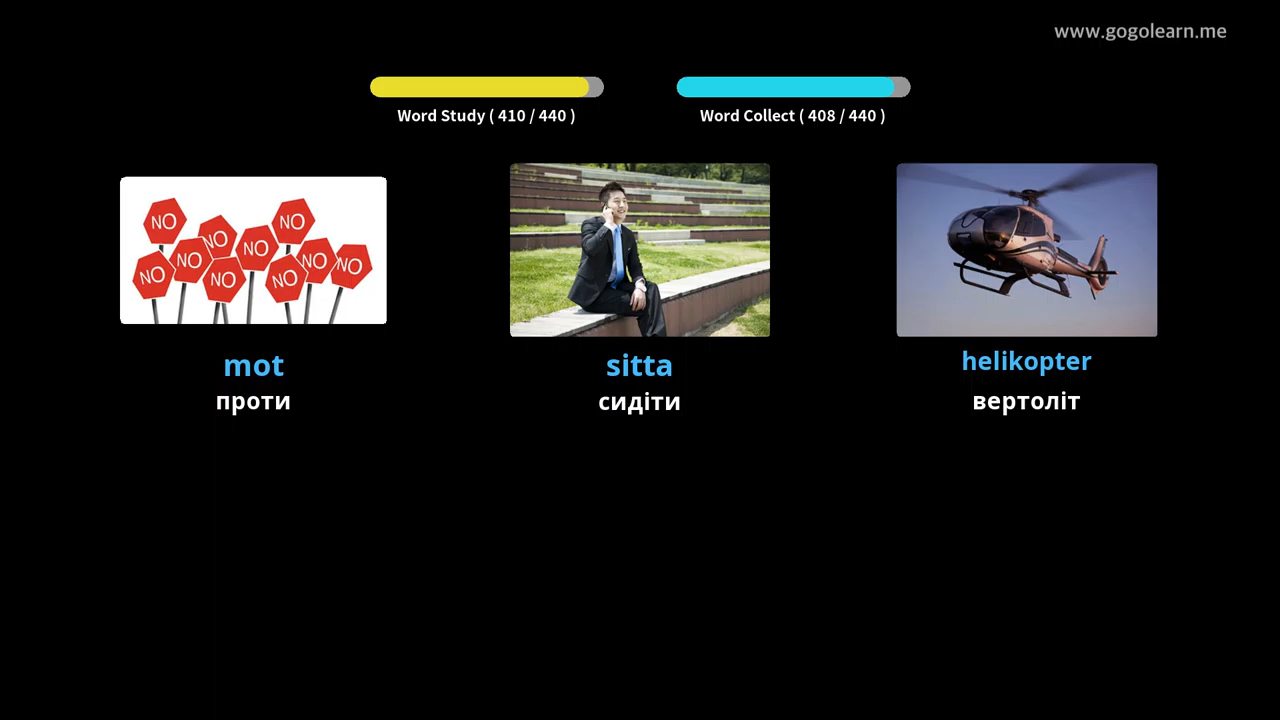 www.gogolearn.me
Word Study ( 410 / 440 )
Word Collect ( 408 / 440 )
NO
NO
NO
NO
NO
NO
NO
NO
NO
NO
mot
проти
sitta
сидіти
helikopter
вертоліт